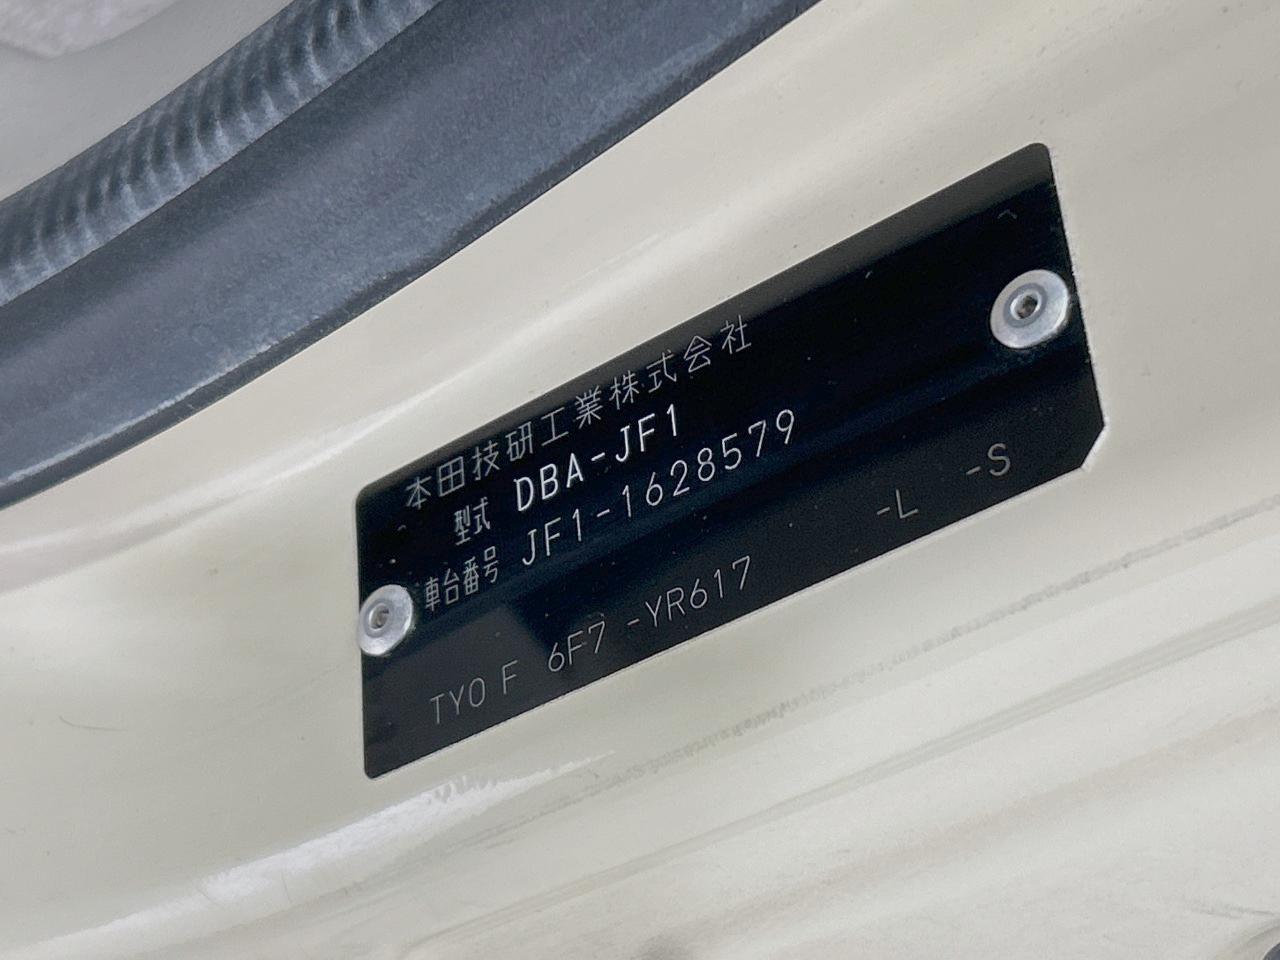 本田技研工業株式会社
型式 DBA-JF1
車台番号 JF1-1628579
TYO F 6F7 -YR617 -L -S